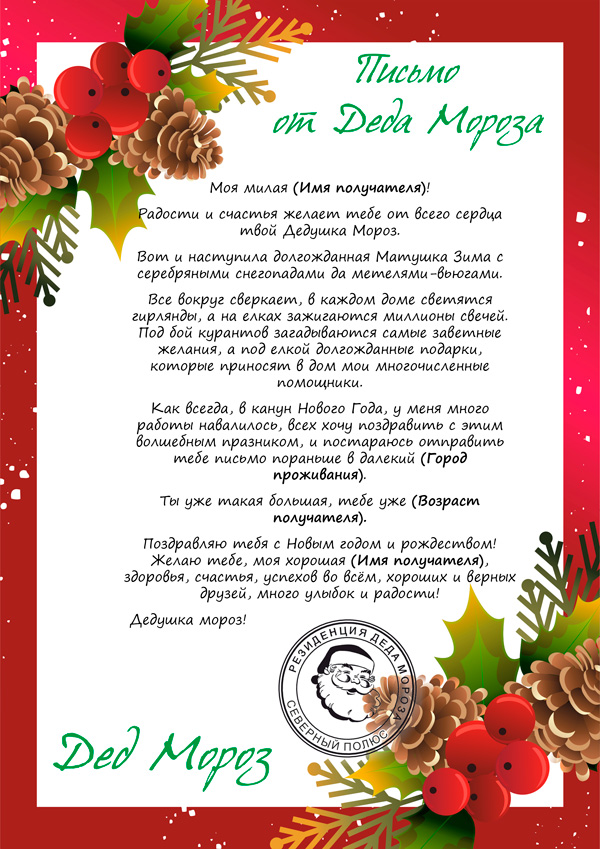 Письмо
от Деда Мороза
Моя милая (Имя получателя)!
Радости и счастья желает тебе от всего сердца
твой Дедушка Мороз.
Вот и наступила долгожданная Матушка Зима с
серебряными снегопадами да метелями-вьюгами.
Все вокруг сверкает, в каждом доме светятся
гирлянды, а на елках зажигаются миллионы свечей.
Под бой курантов загадываются самые заветные
желания, а под елкой долгожданные подарки,
которые приносят в дом мои многочисленные
помощники.
Как всегда, в канун Нового Года, у меня много
работы навалилось, всех хочу поздравить с этим
волшебным празником, и постараюсь отправить
тебе письмо пораньше в далекий (Город
проживания).
Ты уже такая большая, тебе уже (Возраст
получателя).
Поздравляю тебя с Новым годом и рождеством!
Желаю тебе, моя хорошая (Имя получателя),
здоровья, счастья, успехов во всём, хороших и верных
друзей, много улыбок и радости!
Дедушка мороз!
РЕЗИДЕНЦИЯ ДЕДА МОРОЗА
СЕВЕРНЫЙ ПОЛЮС
Дед Мороз